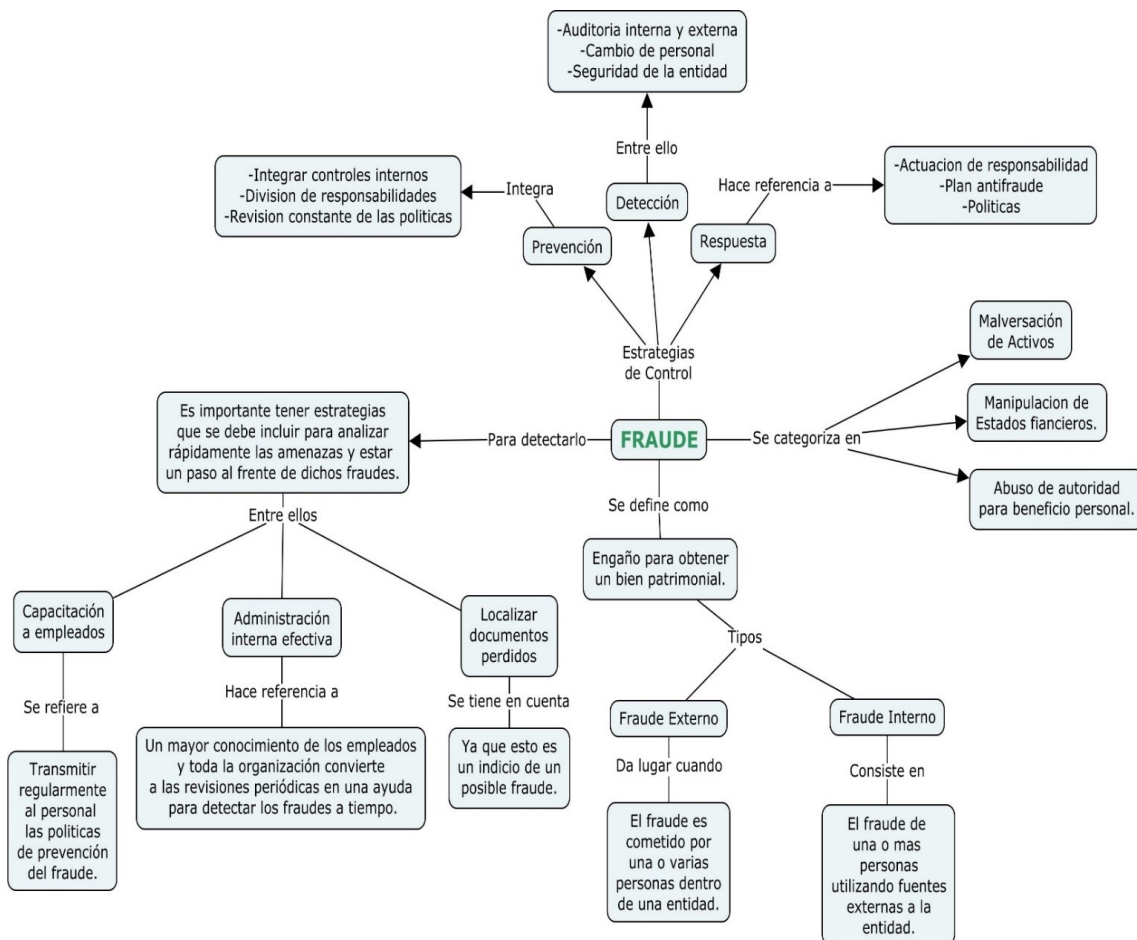 -Auditoria interna y externa
-Cambio de personal
-Seguridad de la entidad
Entre ello
Detección
-Integrar controles internos
-Division de responsabilidades
-Revision constante de las politicas
Integra
Prevención
Hace referencia a
-Actuacion de responsabilidad
-Plan antifraude
-Politicas
Respuesta
Estrategias
de Control
FRAUDE
Se categoriza en
Malversación
de Activos
Manipulacion de
Estados fiancieros.
Abuso de autoridad
para beneficio personal.
Para detectarlo
Es importante tener estrategias
que se debe incluir para analizar
rápidamente las amenazas y estar
un paso al frente de dichos fraudes.
Entre ellos
Capacitación
a empleados
Se refiere a
Transmitir
regularmente
al personal
las politicas
de prevención
del fraude.
Administración
interna efectiva
Hace referencia a
Un mayor conocimiento de los empleados
y toda la organización convierte
a las revisiones periódicas en una ayuda
para detectar los fraudes a tiempo.
Localizar
documentos
perdidos
Se tiene en cuenta
Ya que esto es
un indicio de un
posible fraude.
Se define como
Engaño para obtener
un bien patrimonial.
Tipos
Fraude Externo
Da lugar cuando
El fraude es
cometido por
una o varias
personas dentro
de una entidad.
Fraude Interno
Consiste en
El fraude de
una o mas
personas
utilizando fuentes
externas a la
entidad.